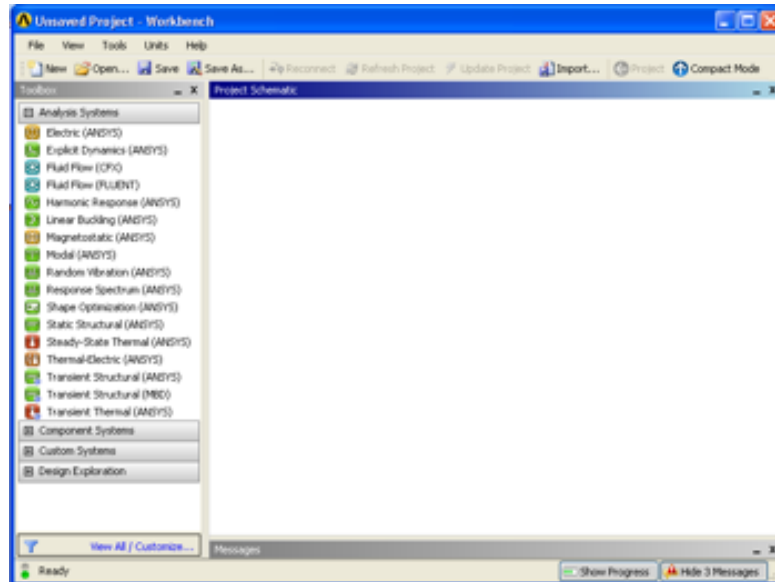 Unsaved Project - Workbench
File View Tools Units Help
New Open... Save Save As... Reconnect Refresh Project Update Project Import... Project Compact Mode
Toolbox
Project Schematic
Analysis Systems
Electric (ANSYS)
Explicit Dynamics (ANSYS)
Fluid Flow (CFX)
Fluid Flow (FLUENT)
Harmonic Response (ANSYS)
Linear Buckling (ANSYS)
Magnetostatic (ANSYS)
Modal (ANSYS)
Random Vibration (ANSYS)
Response Spectrum (ANSYS)
Shape Optimization (ANSYS)
Static Structural (ANSYS)
Steady-State Thermal (ANSYS)
Thermal-Electric (ANSYS)
Transient Structural (ANSYS)
Transient Structural (MBD)
Transient Thermal (ANSYS)
Component Systems
Custom Systems
Design Exploration
View All / Customize...
Messages
Ready
Show Progress Hide 3 Messages